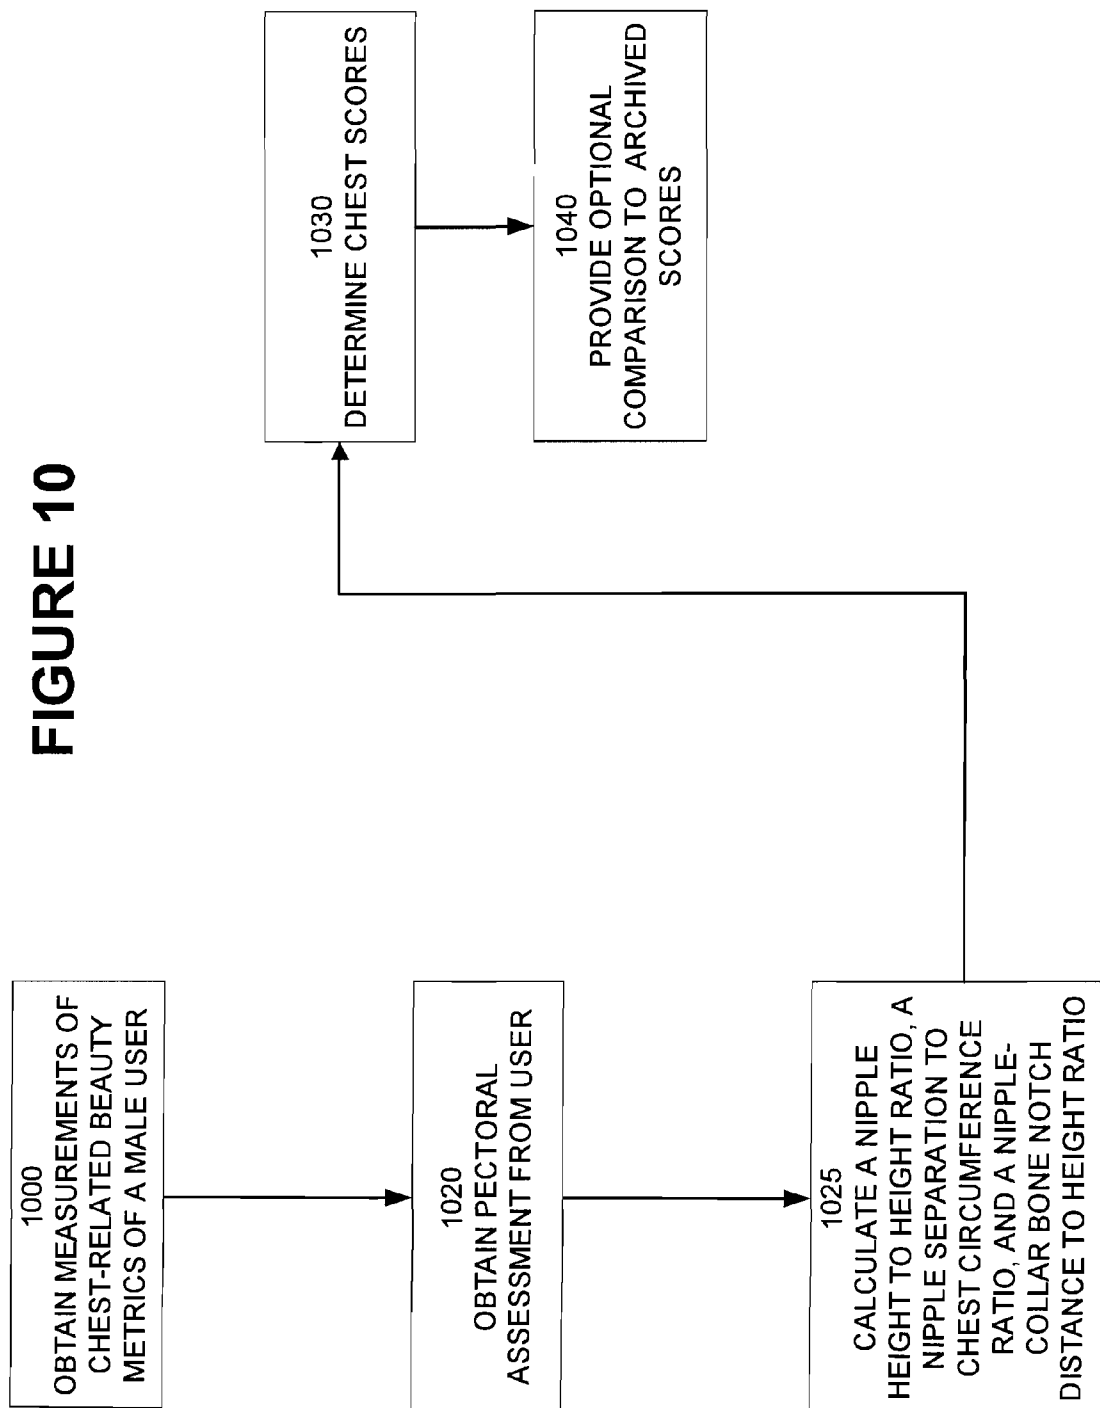 FIGURE 10
1000
OBTAIN MEASUREMENTS OF
CHEST-RELATED BEAUTY
METRICS OF A MALE USER
1020
OBTAIN PECTORAL
ASSESSMENT FROM USER
1025
CALCULATE A NIPPLE
HEIGHT TO HEIGHT RATIO, A
NIPPLE SEPARATION TO
CHEST CIRCUMFERENCE
RATIO, AND A NIPPLE-
COLLAR BONE NOTCH
DISTANCE TO HEIGHT RATIO
1030
DETERMINE CHEST SCORES
1040
PROVIDE OPTIONAL
COMPARISON TO ARCHIVED
SCORES